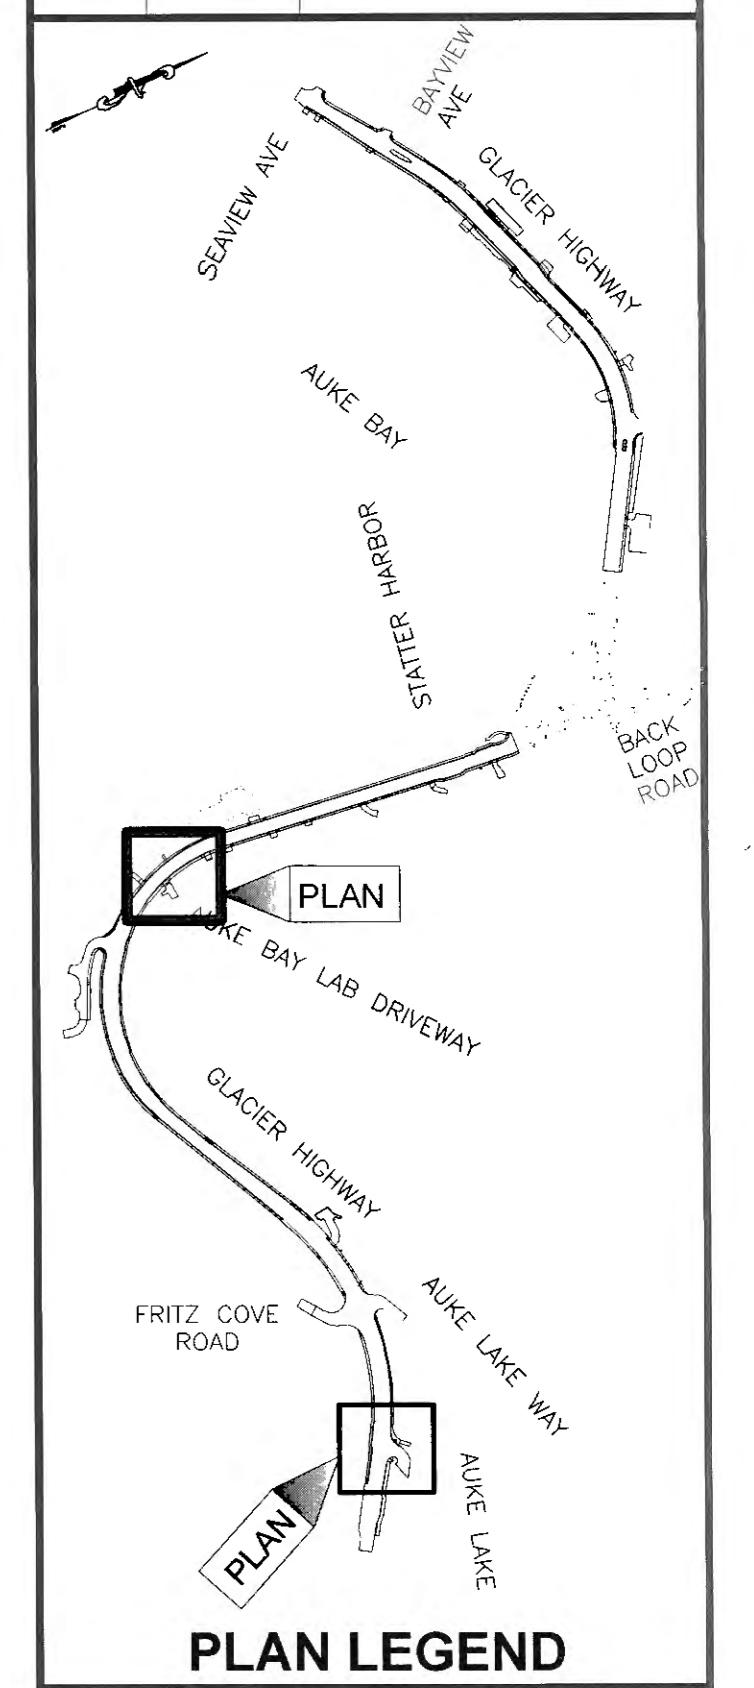 BAYVIEW
AVE
SEAVIEW AVE
GLACIER HIGHWAY
AUKE BAY
STATTER HARBOR
BACK
LOOP
ROAD
PLAN
AUKE BAY LAB DRIVEWAY
GLACIER HIGHWAY
FRITZ COVE
ROAD
AUKE LAKE WAY
AUKE LAKE
PLAN
PLAN LEGEND